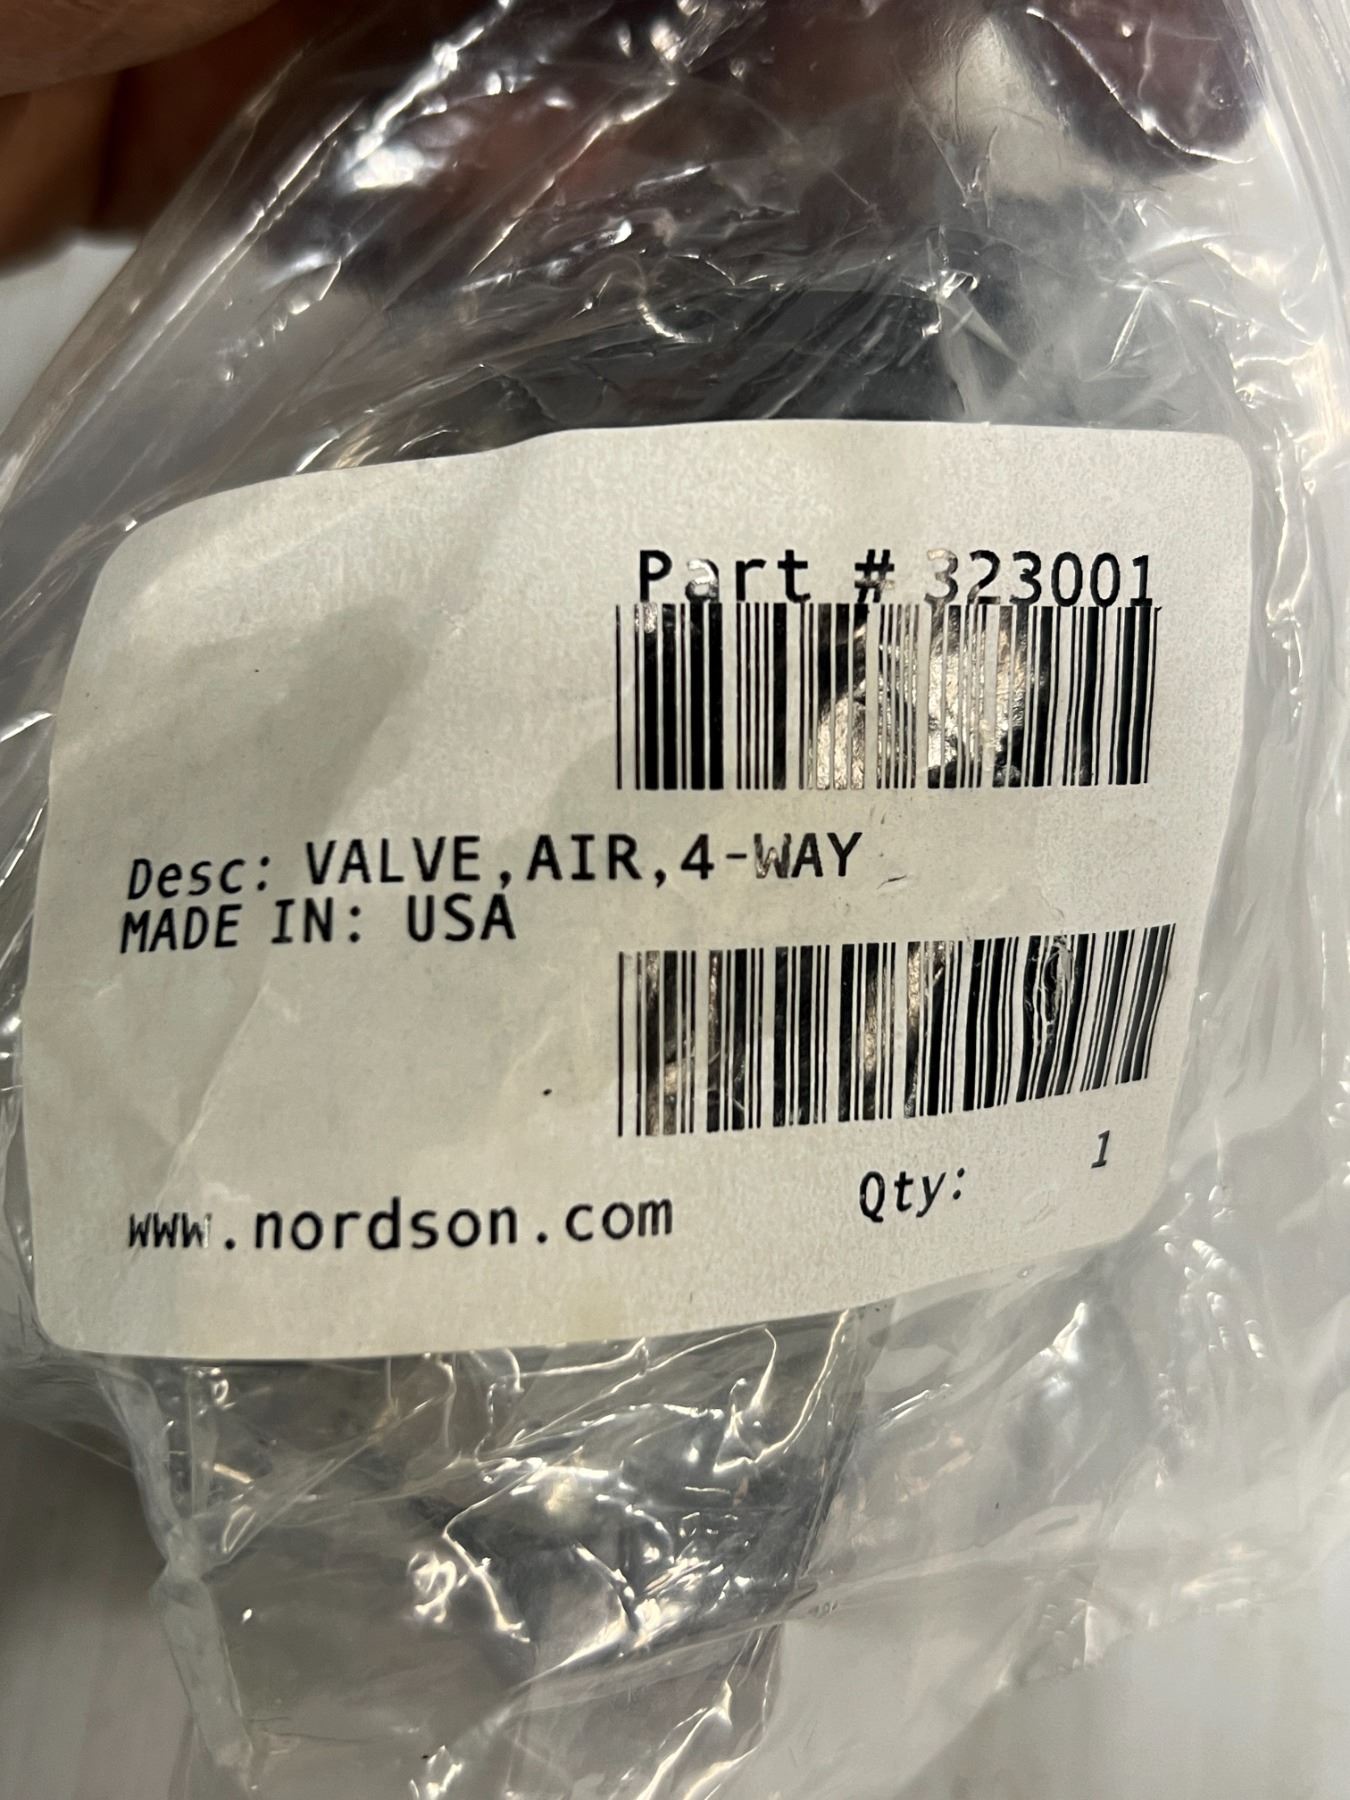 Part # 323001
Desc: VALVE,AIR,4-WAY
MADE IN: USA
Qty: 1
www.nordson.com